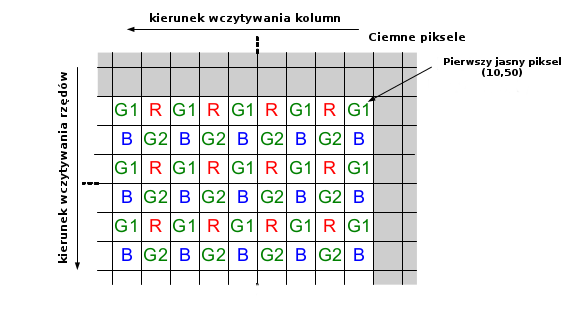 kierunek wczytywania kolumn
Ciemne piksele
Pierwszy jasny piksel
(10,50)
kierunek wczytywania rzędów
G1 R G1 R G1 R G1 R G1
B G2 B G2 B G2 B G2 B
G1 R G1 R G1 R G1 R G1
B G2 B G2 B G2 B G2 B
G1 R G1 R G1 R G1 R G1
B G2 B G2 B G2 B G2 B